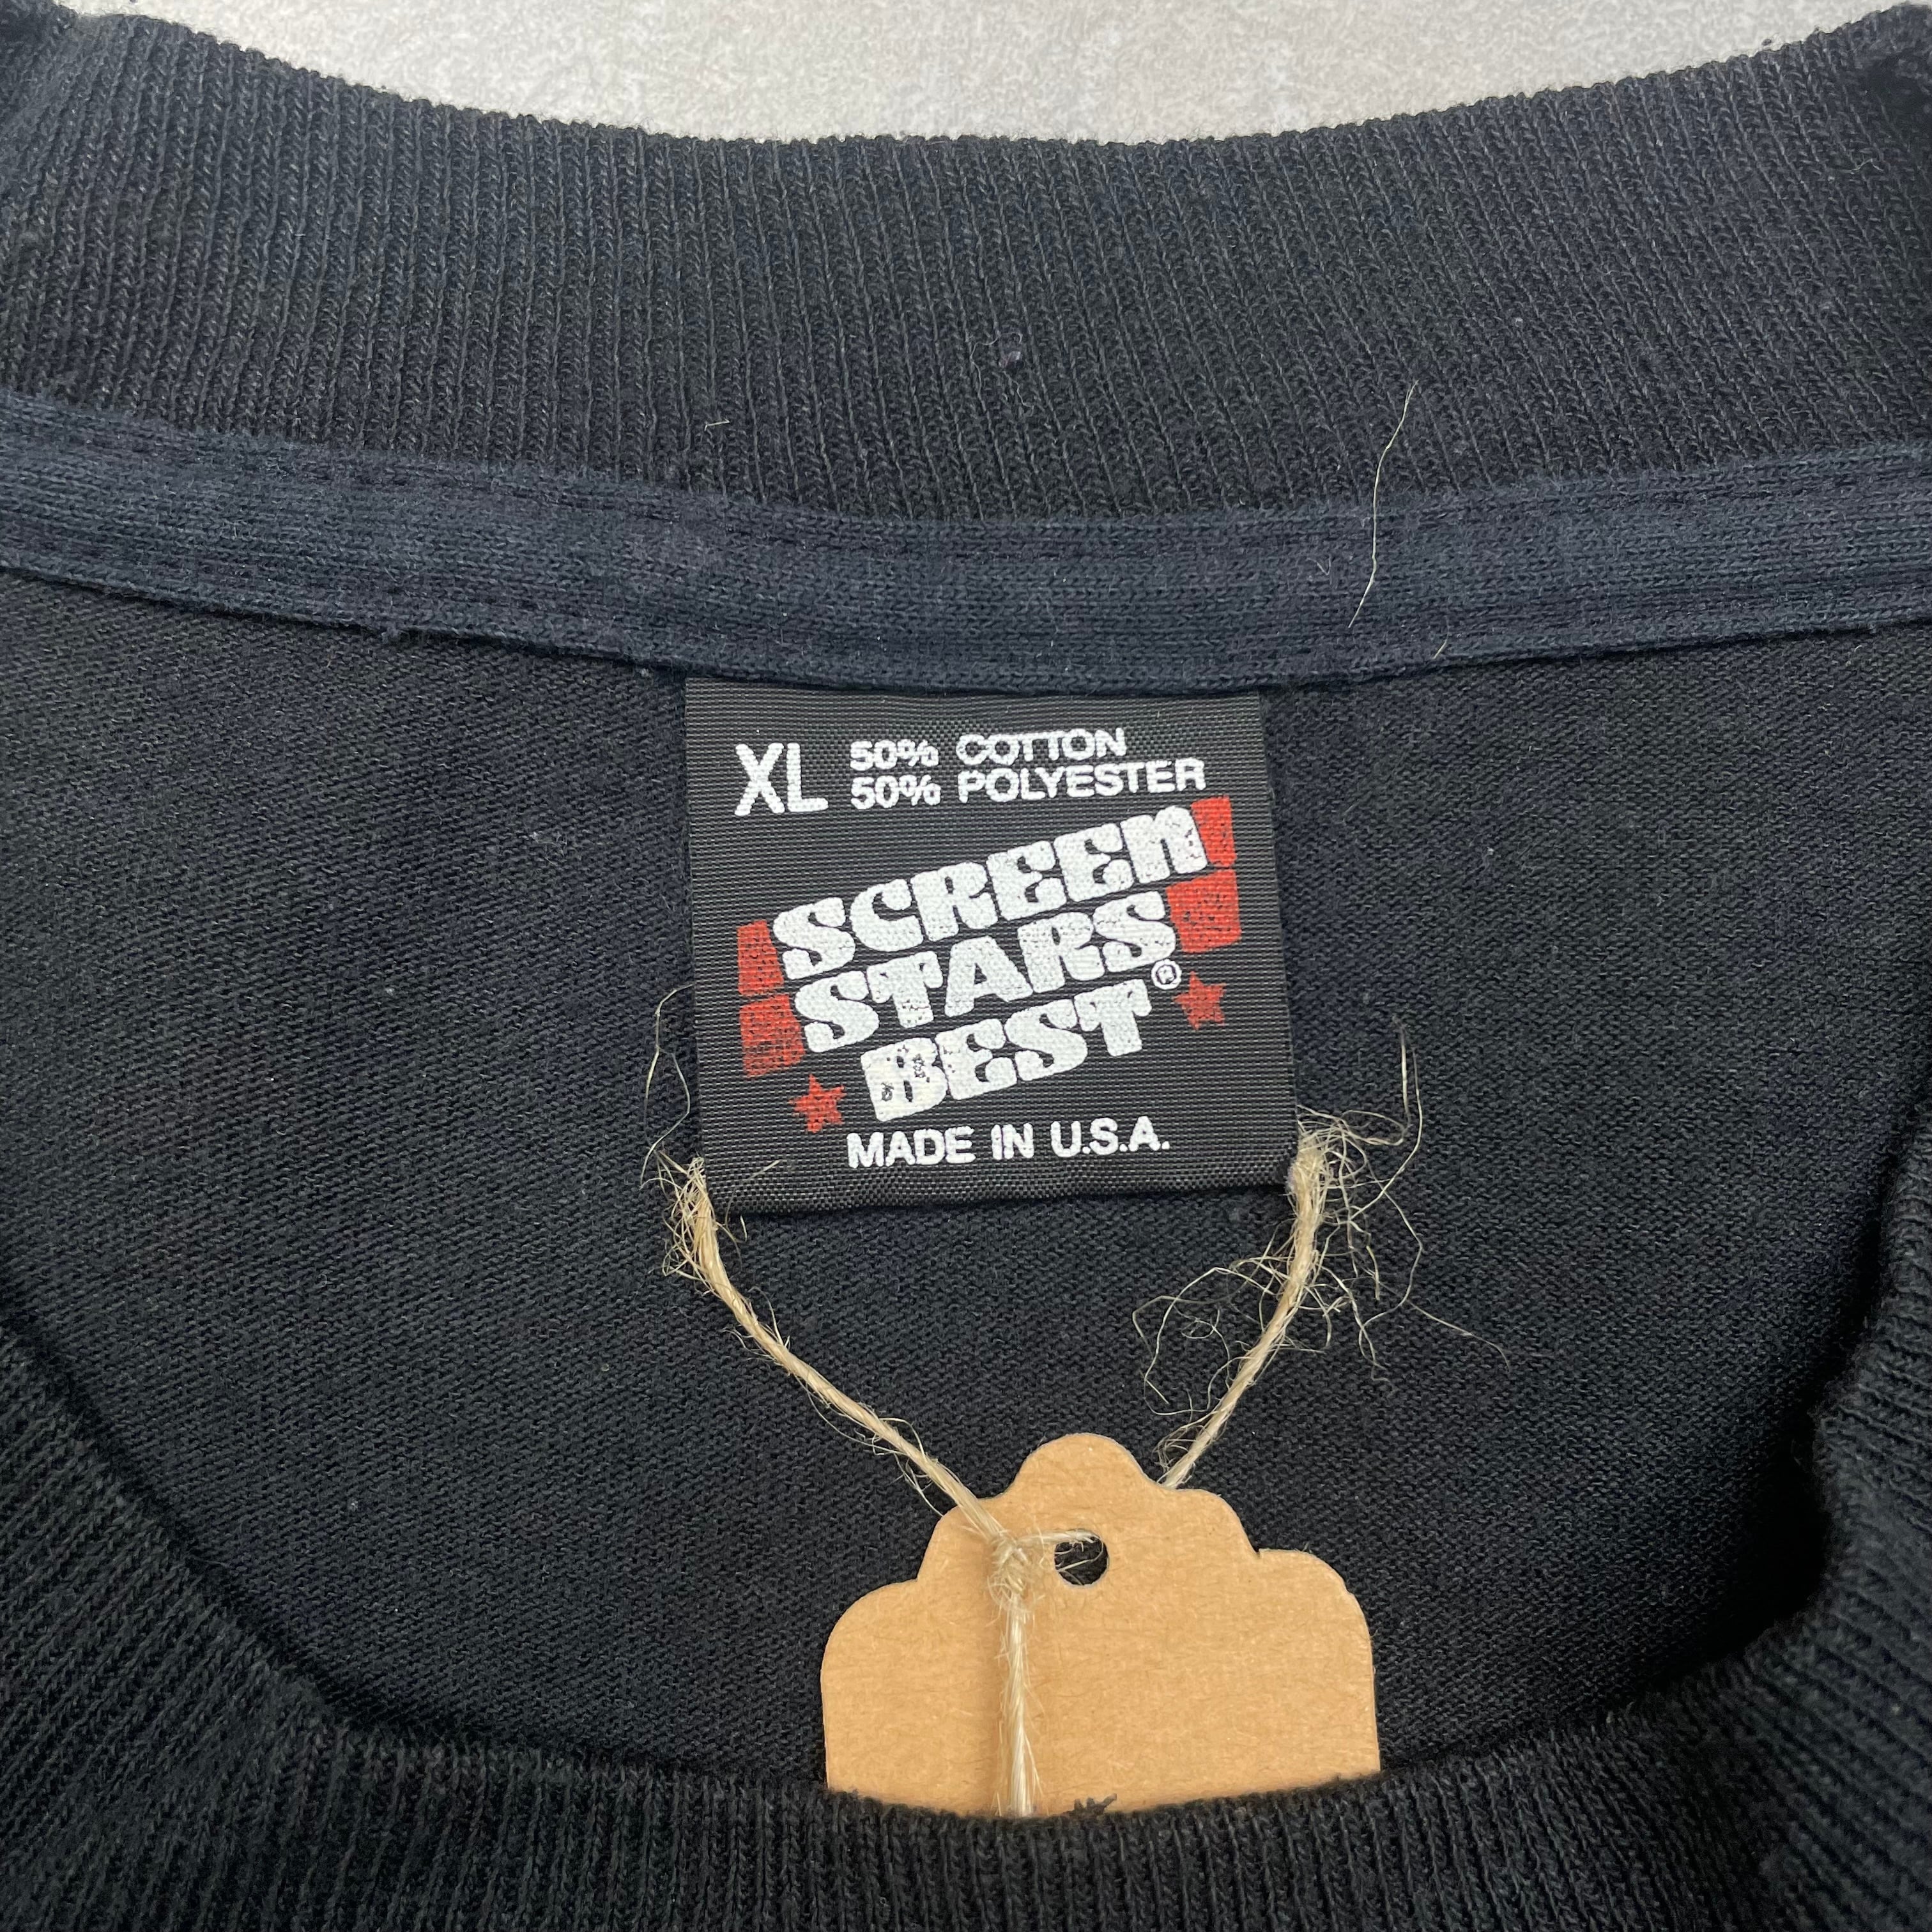 XL 50% COTTON
50% POLYESTER
SCREEN
STARS
BEST®
MADE IN U.S.A.